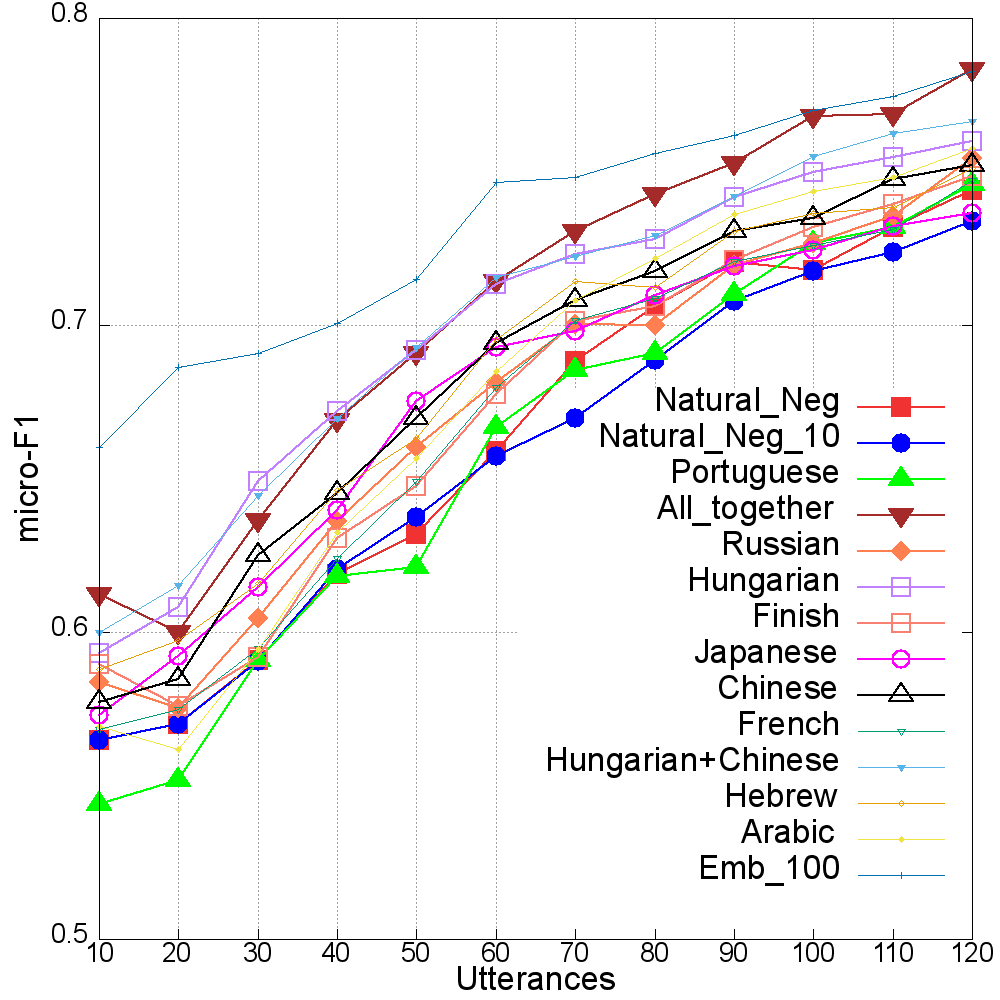 0.8
0.7
0.6
0.5
micro-F1
Natural_Neg
Natural_Neg_10
Portuguese
All_together
Russian
Hungarian
Finish
Japanese
Chinese
French
Hungarian+Chinese
Hebrew
Arabic
Emb_100
10 20 30 40 50 60 70 80 90 100 110 120
Utterances